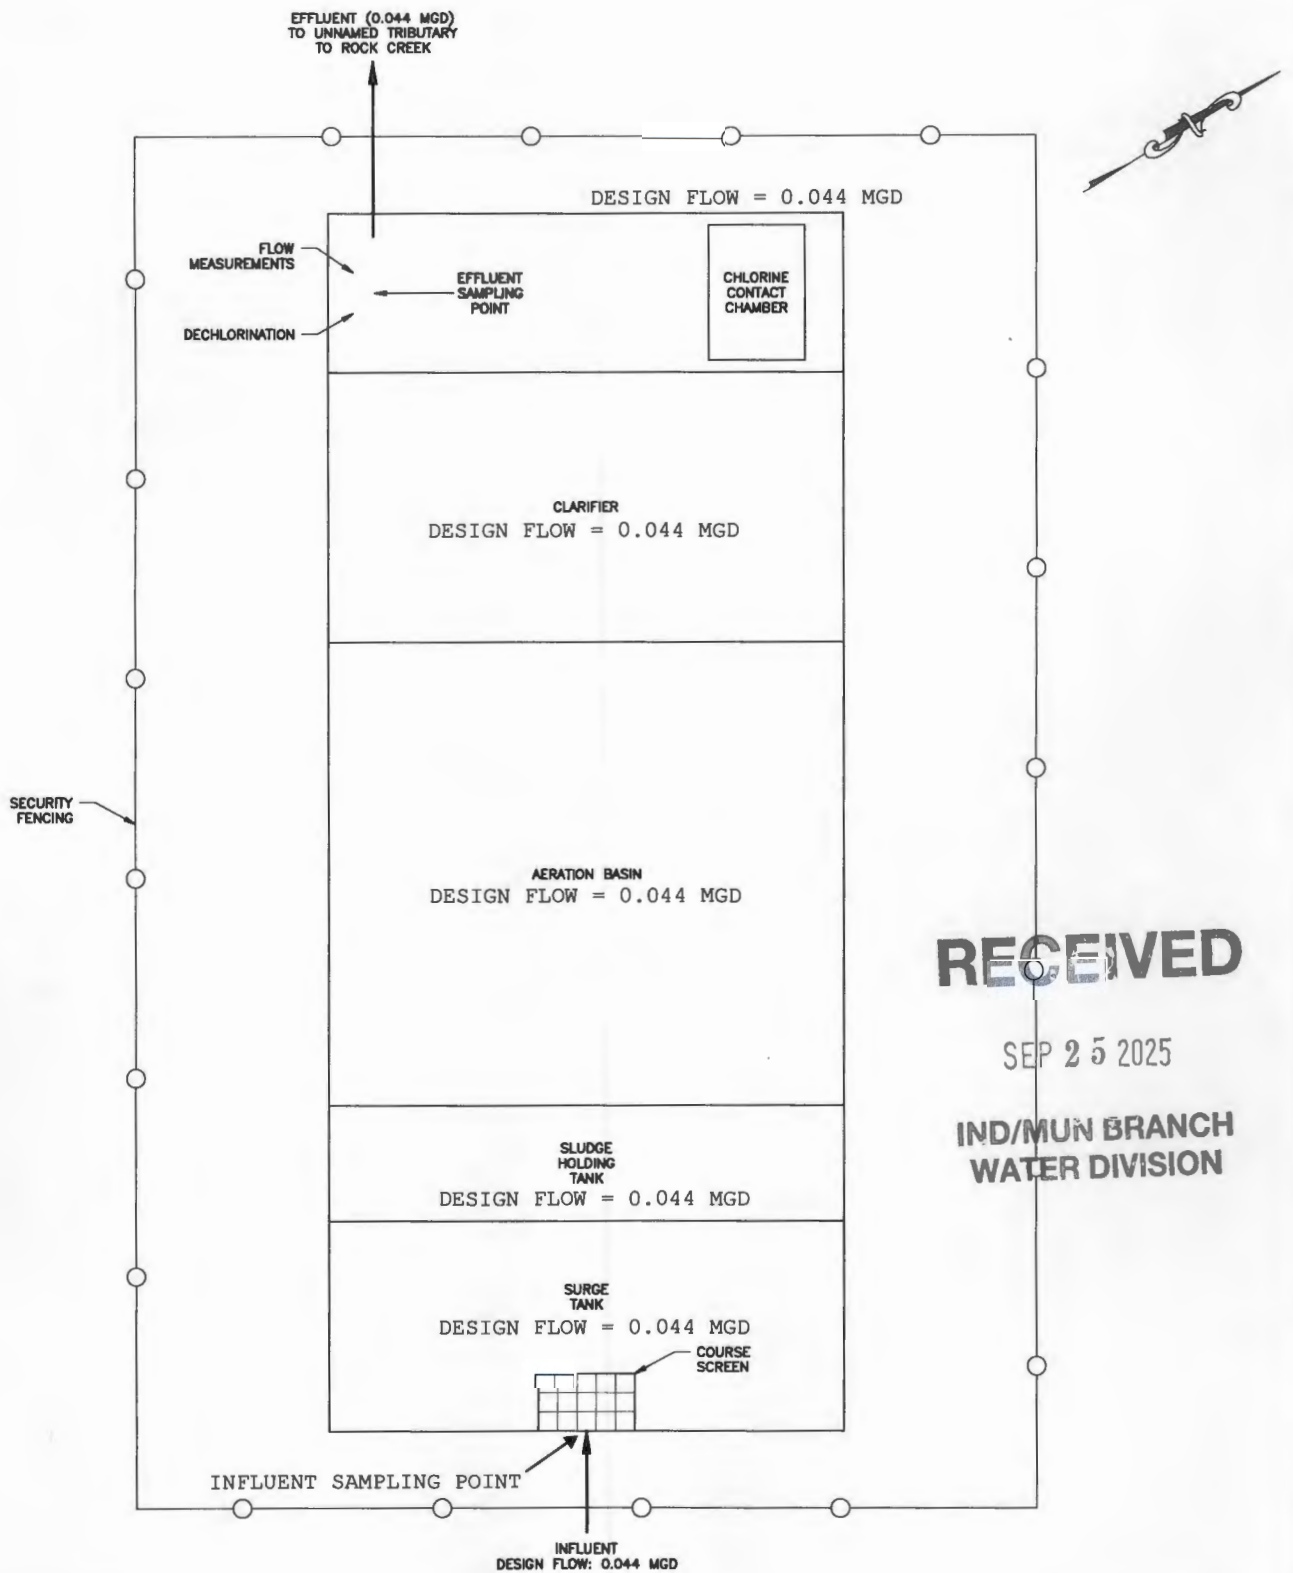 EFFLUENT (0.044 MGD)
TO UNNAMED TRIBUTARY
TO ROCK CREEK
DESIGN FLOW = 0.044 MGD
FLOW
MEASUREMENTS
EFFLUENT
SAMPLING
POINT
CHLORINE
CONTACT
CHAMBER
DECHLORINATION
CLARIFIER
DESIGN FLOW = 0.044 MGD
SECURITY
FENCING
AERATION BASIN
DESIGN FLOW = 0.044 MGD
RECEIVED
SEP 25 2025
IND/MUN BRANCH
WATER DIVISION
SLUDGE
HOLDING
TANK
DESIGN FLOW = 0.044 MGD
SURGE
TANK
DESIGN FLOW = 0.044 MGD
COURSE
SCREEN
INFLUENT SAMPLING POINT
INFLUENT
DESIGN FLOW: 0.044 MGD